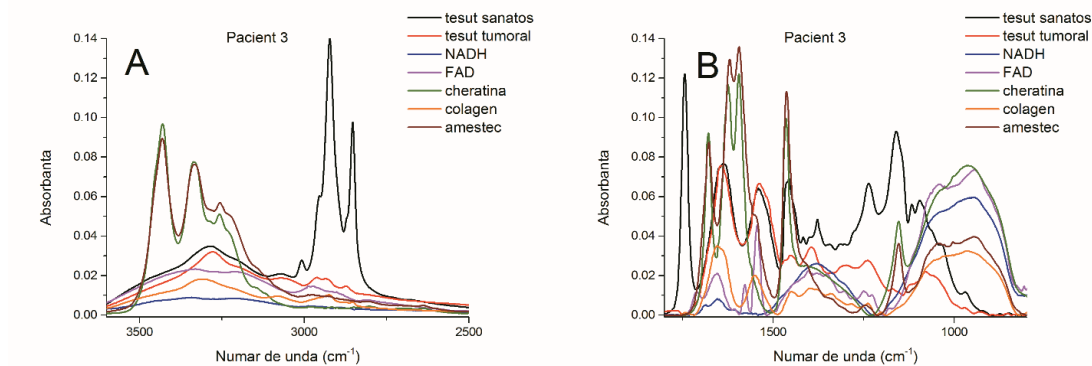 A
Pacient 3
tesut sanatos
tesut tumoral
NADH
FAD
cheratina
colagen
amestec
0.14
0.12
0.10
0.08
0.06
0.04
0.02
0.00
Absorbanta
3500
3000
2500
Numar de unda (cm⁻¹)
B
Pacient 3
tesut sanatos
tesut tumoral
NADH
FAD
cheratina
colagen
amestec
0.14
0.12
0.10
0.08
0.06
0.04
0.02
0.00
Absorbanta
1500
1000
Numar de unda (cm⁻¹)